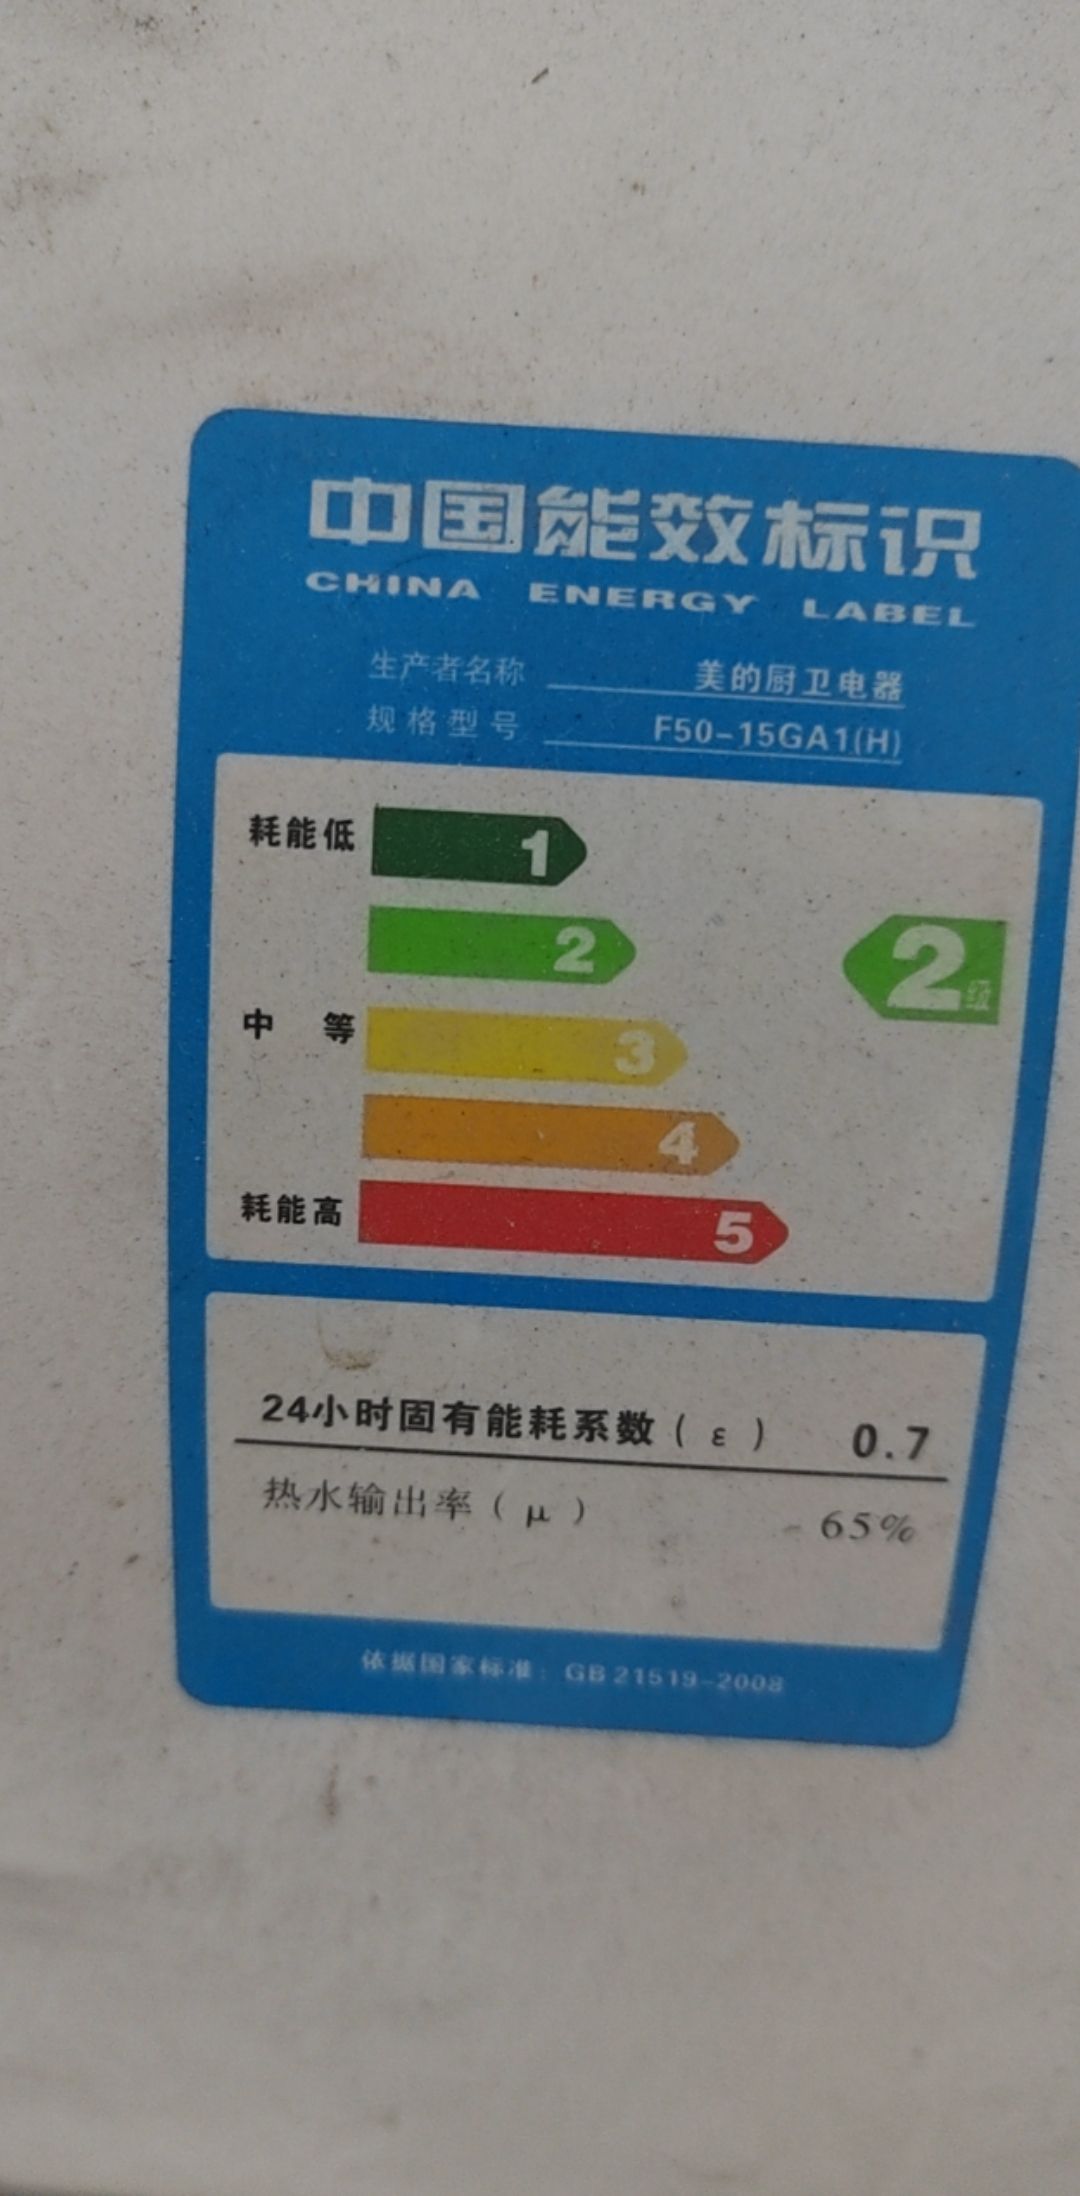 中国能效标识
CHINA ENERGY LABEL
生产者名称 美的厨卫电器
规格型号 F50-15GA1(H)
耗能低 1
2 2级
中等 3
4
耗能高 5
24小时固有能耗系数(ε) 0.7
热水输出率(μ) 65%
依据国家标准: GB 21519-2008